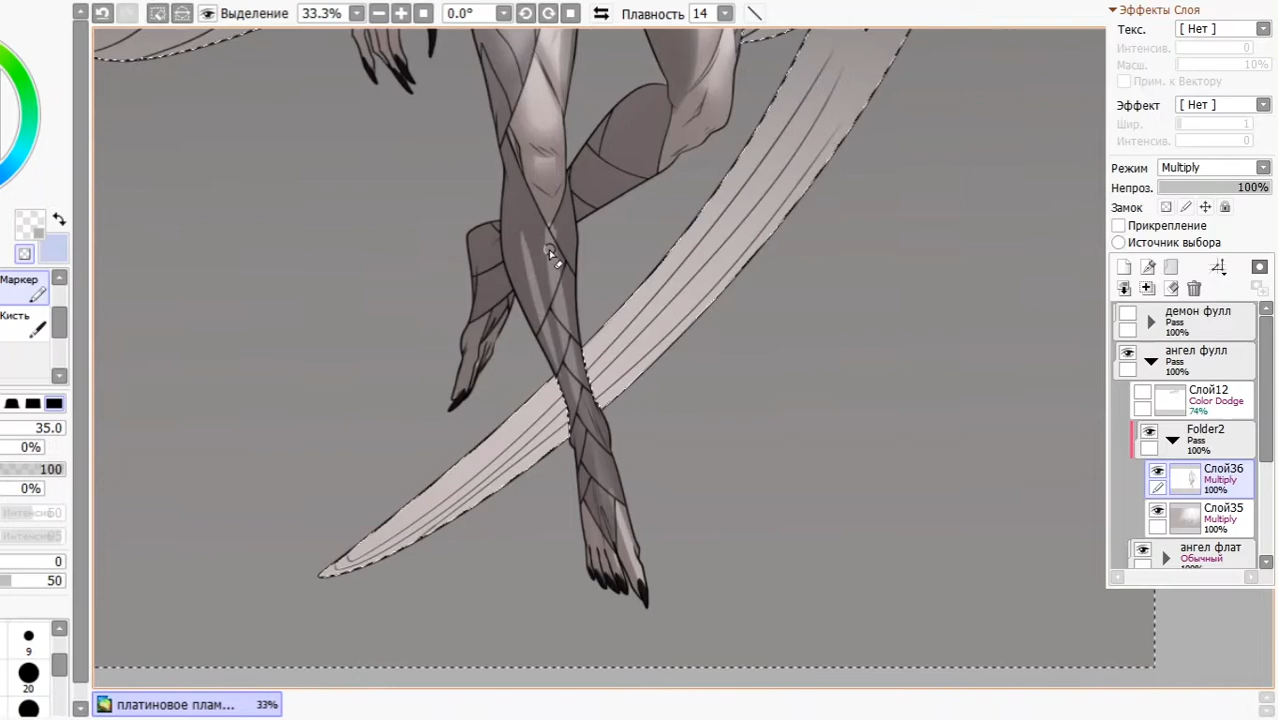 Выделение 33.3% 0.0° Плавность 14
Эффекты Слоя
Текс. [ Нет ]
Интенсив. 0
Масш. 10%
Прим. к Вектору
Эффект [ Нет ]
Шир. 1
Интенсив. 0
Режим Multiply
Непроз. 100%
Замок
Прикрепление
Источник выбора
демон фулл
Pass
100%
ангел фулл
Pass
100%
Слой12
Color Dodge
74%
Folder2
Pass
100%
Слой36
Multiply
100%
Слой35
Multiply
100%
ангел флат
Обычный
Маркер
Кисть
35.0
0%
100
0%
0
50
9
20
платиновое плам... 33%